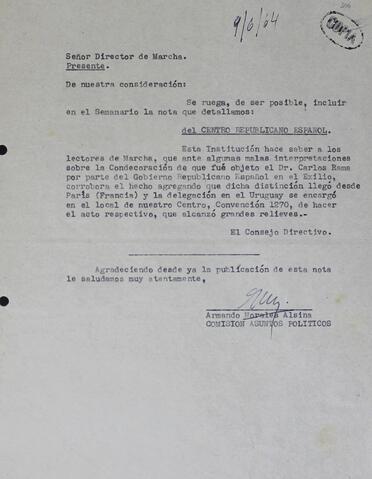 9/6/64
COPIA
Señor Director de Marcha.
Presente.
De nuestra consideración:
Se ruega, de ser posible, incluir
en el Semanario la nota que detallamos:
del CENTRO REPUBLICANO ESPAÑOL.
Esta Institución hace saber a los
lectores de Marcha, que ante algunas malas interpretaciones
sobre la Condecoración de que fué objeto el Dr. Carlos Rama
por parte del Gobierno Republicano Español en el Exilio,
corrobora el hecho agregando que dicha distinción llegó desde
Paris (Francia) y la delegación en el Uruguay se encargó
en el local de nuestro Centro, Convención 1270, de hacer
el acto respectivo, que alcanzó grandes relieves.--
El Consejo Directivo.
Agradeciendo desde ya la publicación de esta nota
le saludamos muy atentamente,
Armando Morales Alsina
COMISION ASUNTOS POLITICOS